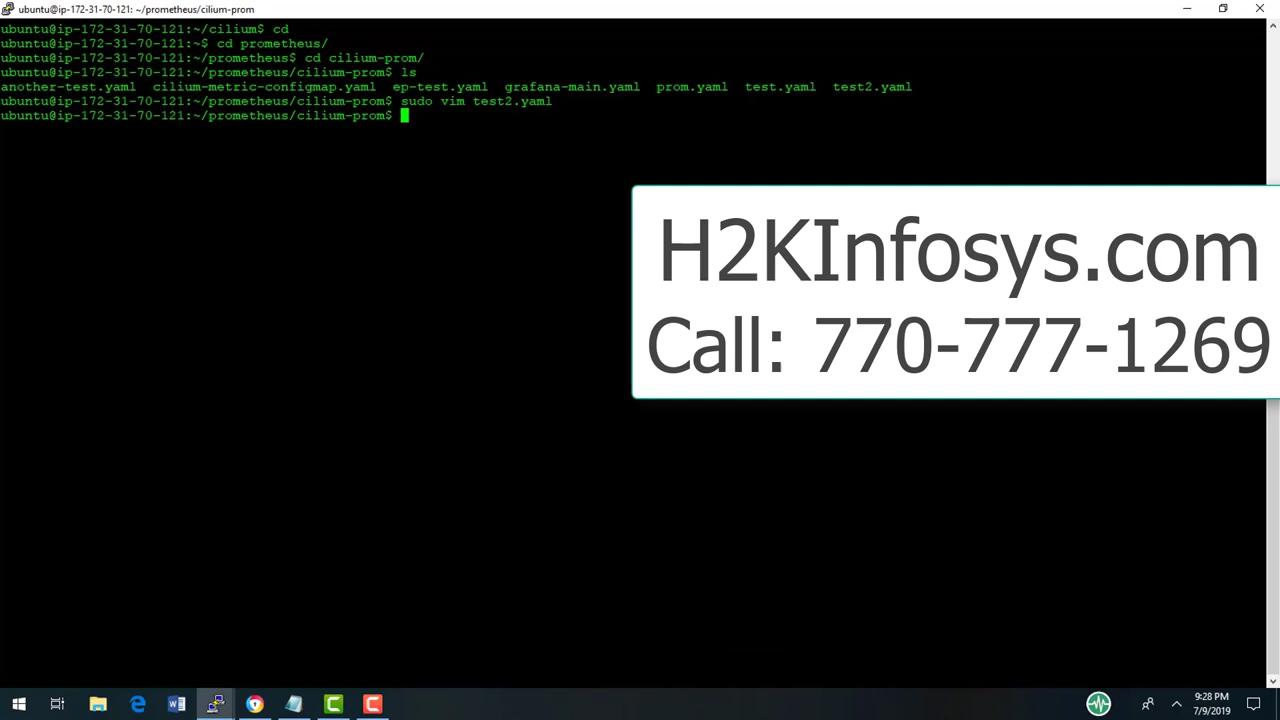 ubuntu@ip-172-31-70-121: ~/prometheus/cilium-prom
ubuntu@ip-172-31-70-121:~/cilium$ cd
ubuntu@ip-172-31-70-121:~$ cd prometheus/
ubuntu@ip-172-31-70-121:~/prometheus$ cd cilium-prom/
ubuntu@ip-172-31-70-121:~/prometheus/cilium-prom$ ls
another-test.yaml  cilium-metric-configmap.yaml  ep-test.yaml  grafana-main.yaml  prom.yaml  test.yaml  test2.yaml
ubuntu@ip-172-31-70-121:~/prometheus/cilium-prom$ sudo vim test2.yaml
ubuntu@ip-172-31-70-121:~/prometheus/cilium-prom$
H2KInfosys.com
Call: 770-777-1269
9:28 PM
7/9/2019